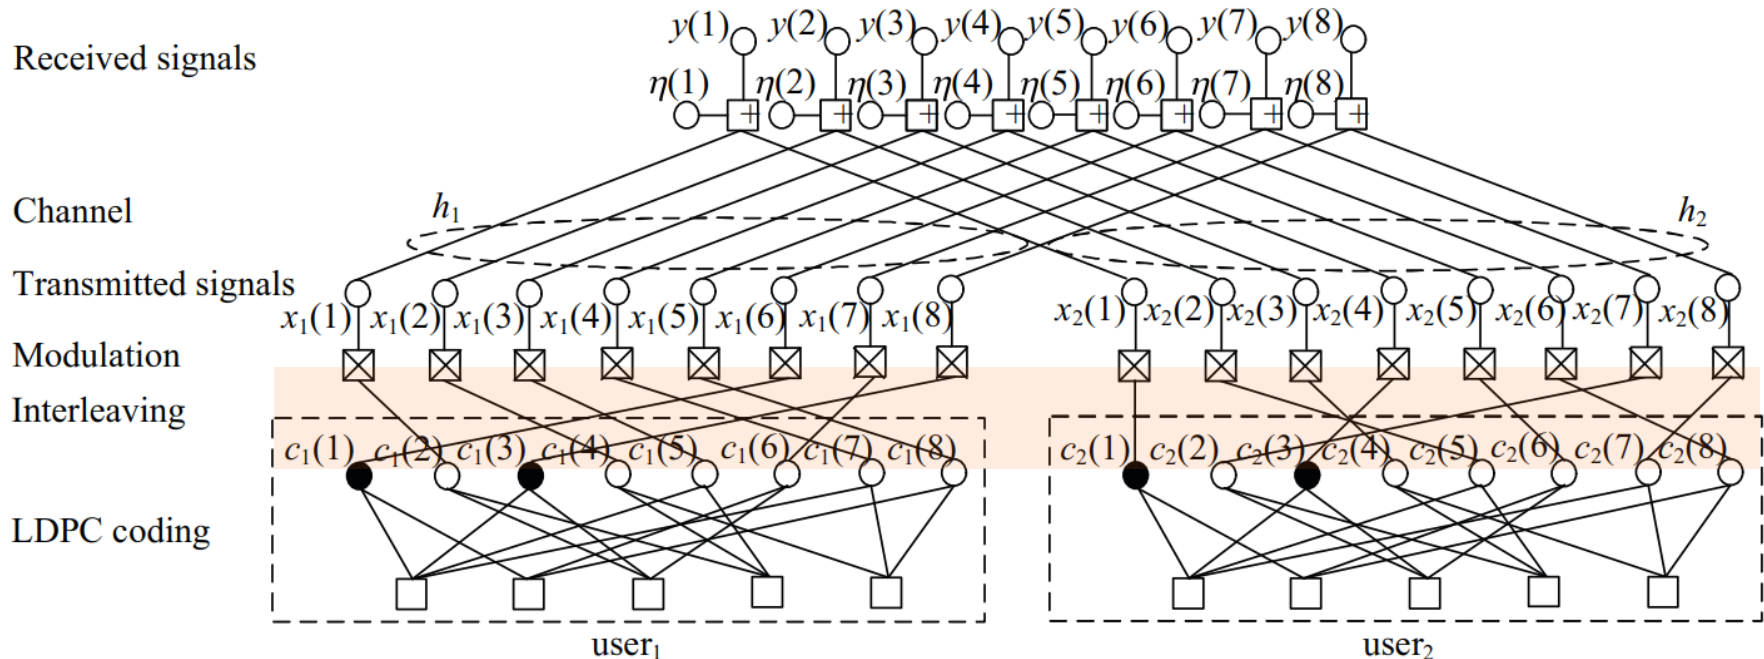 y(1) y(2) y(3) y(4) y(5) y(6) y(7) y(8)
Received signals
η(1) η(2) η(3) η(4) η(5) η(6) η(7) η(8)
+ + + + + + + +
Channel h₁ h₂
Transmitted signals
x₁(1) x₁(2) x₁(3) x₁(4) x₁(5) x₁(6) x₁(7) x₁(8) x₂(1) x₂(2) x₂(3) x₂(4) x₂(5) x₂(6) x₂(7) x₂(8)
Modulation
Interleaving
c₁(1) c₁(2) c₁(3) c₁(4) c₁(5) c₁(6) c₁(7) c₁(8) c₂(1) c₂(2) c₂(3) c₂(4) c₂(5) c₂(6) c₂(7) c₂(8)
LDPC coding
user₁ user₂